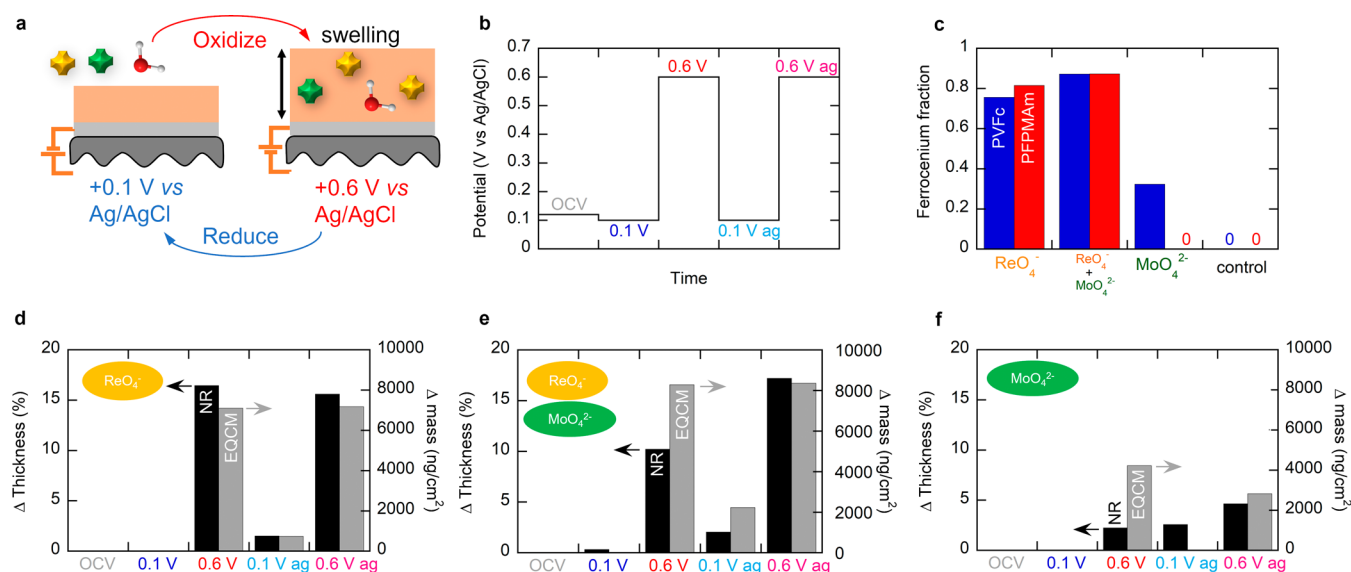 a
Oxidize
swelling
+0.1 V vs
Ag/AgCl
+0.6 V vs
Ag/AgCl
Reduce
b
Potential (V vs Ag/AgCl)
0.7
0.6
0.5
0.4
0.3
0.2
0.1
0
OCV
0.1 V
0.6 V
0.1 V ag
0.6 V ag
Time
c
Ferrocenium fraction
1
0.8
0.6
0.4
0.2
0
PVFc
PFPMAm
0
0
0
ReO₄⁻
ReO₄⁻
+
MoO₄²⁻
MoO₄²⁻
control
d
Δ Thickness (%)
20
15
10
5
0
ReO₄⁻
NR
EQCM
10000
8000
6000
4000
2000
0
Δ mass (ng/cm²)
OCV
0.1 V
0.6 V
0.1 V ag
0.6 V ag
e
Δ Thickness (%)
20
15
10
5
0
ReO₄⁻
MoO₄²⁻
NR
EQCM
10000
8000
6000
4000
2000
0
Δ mass (ng/cm²)
OCV
0.1 V
0.6 V
0.1 V ag
0.6 V ag
f
Δ Thickness (%)
20
15
10
5
0
MoO₄²⁻
NR
EQCM
10000
8000
6000
4000
2000
0
Δ mass (ng/cm²)
OCV
0.1 V
0.6 V
0.1 V ag
0.6 V ag